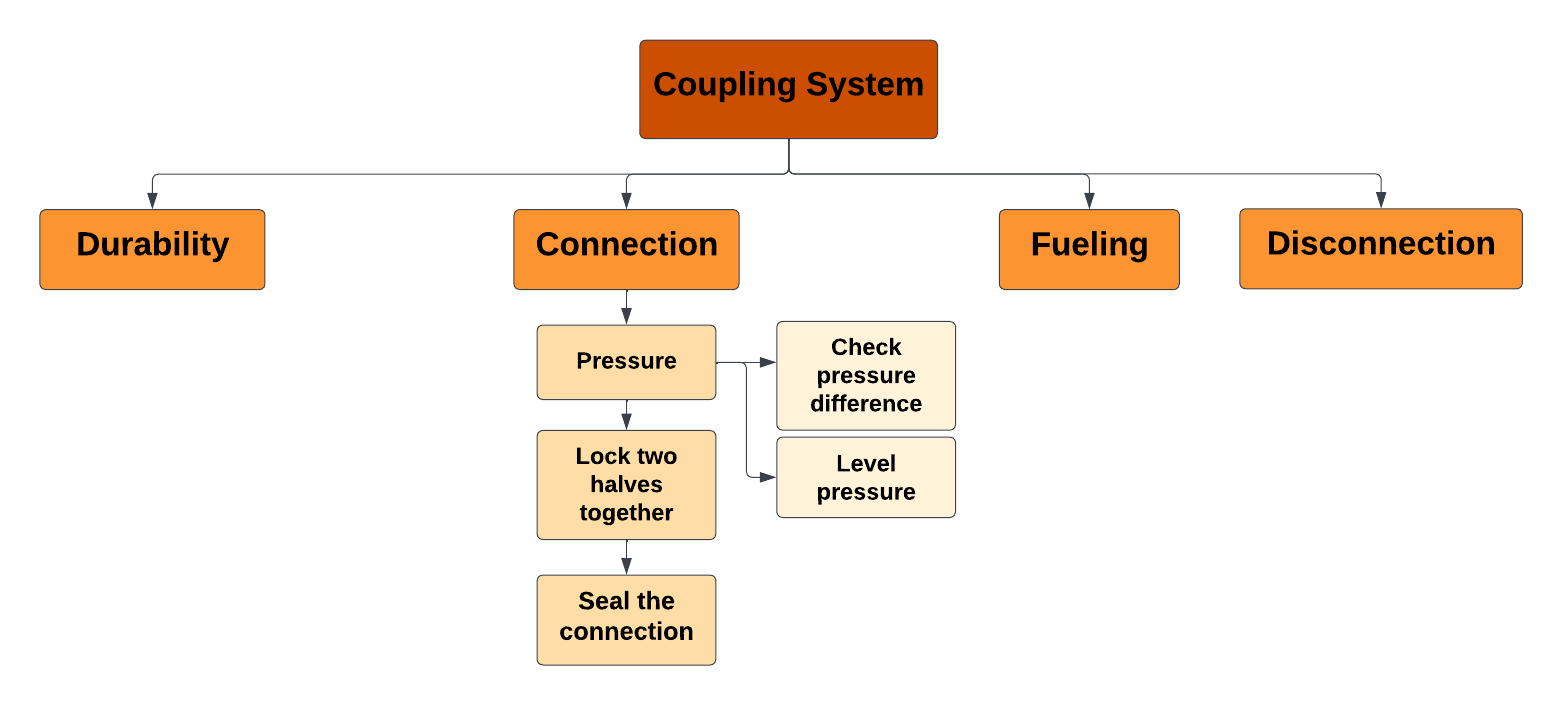 Coupling System
Durability
Connection
Fueling
Disconnection
Pressure
Check
pressure
difference
Level
pressure
Lock two
halves
together
Seal the
connection